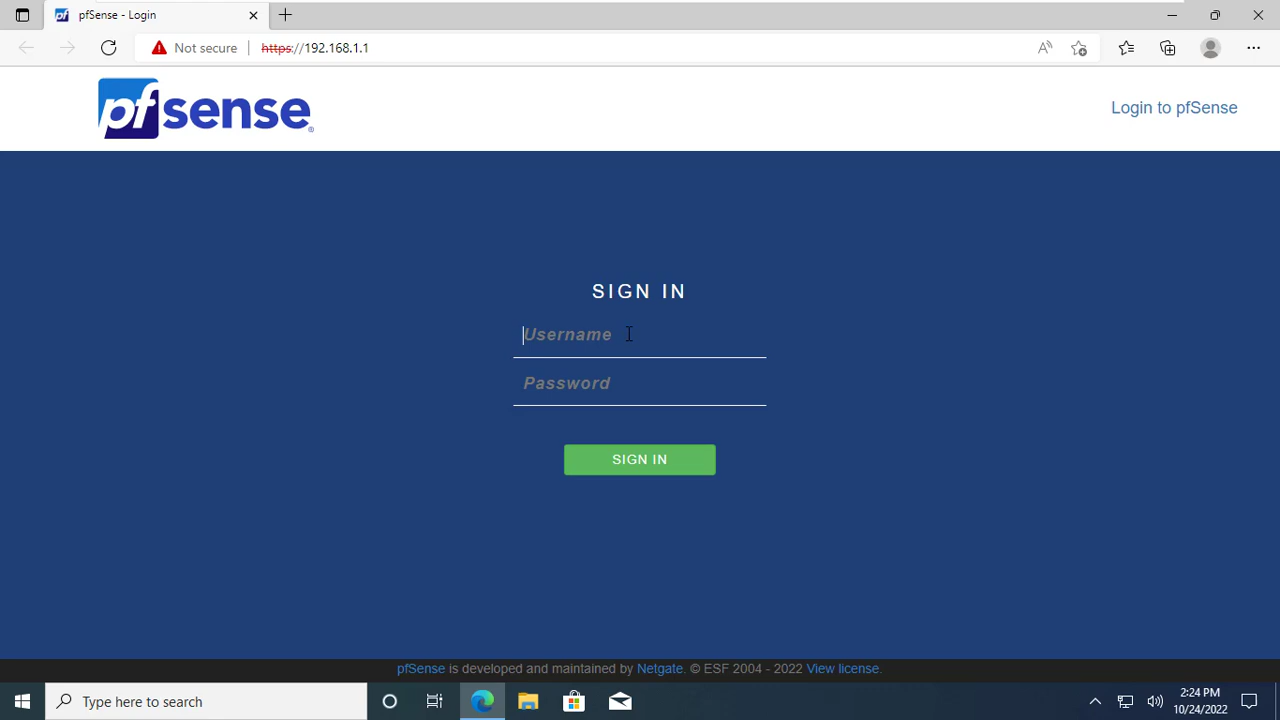 pfSense - Login
Not secure
https://192.168.1.1
pfsense®
Login to pfSense
SIGN IN
Username
Password
SIGN IN
pfSense is developed and maintained by Netgate. © ESF 2004 - 2022 View license.
Type here to search
2:24 PM
10/24/2022